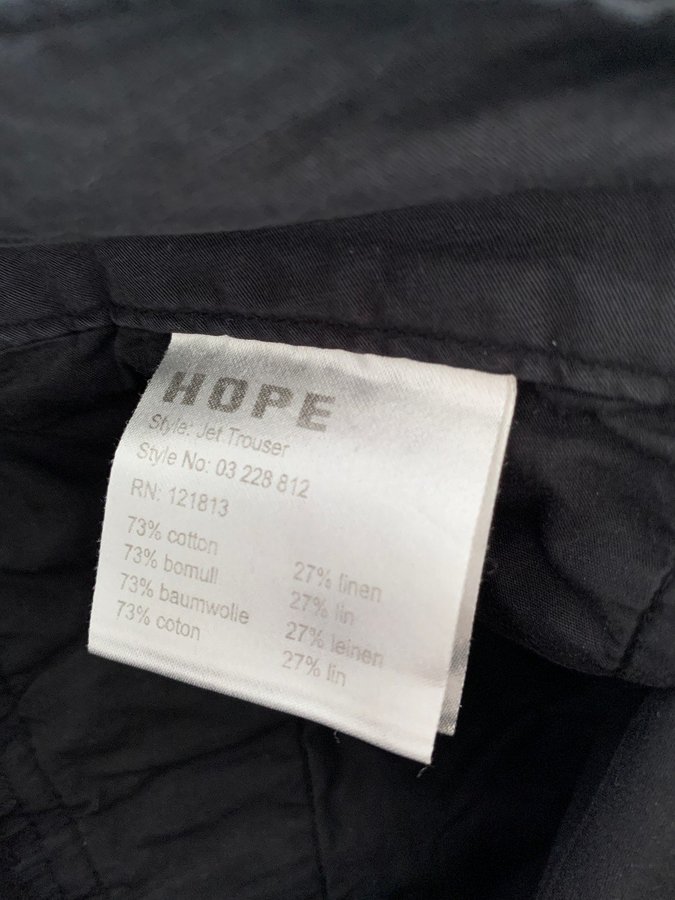 HOPE
Style: Jet Trouser
Style No: 03 228 812
RN: 121813
73% cotton 27% linen
73% bomull 27% lin
73% baumwolle 27% leinen
73% coton 27% lin